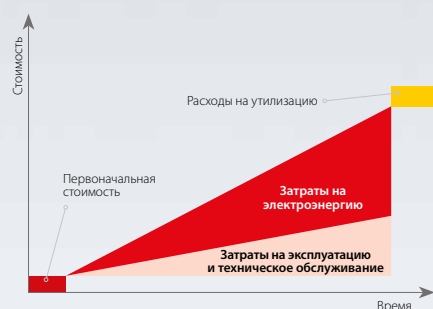 Стоимость
Расходы на утилизацию
Первоначальная
стоимость
Затраты на
электроэнергию
Затраты на эксплуатацию
и техническое обслуживание
Время